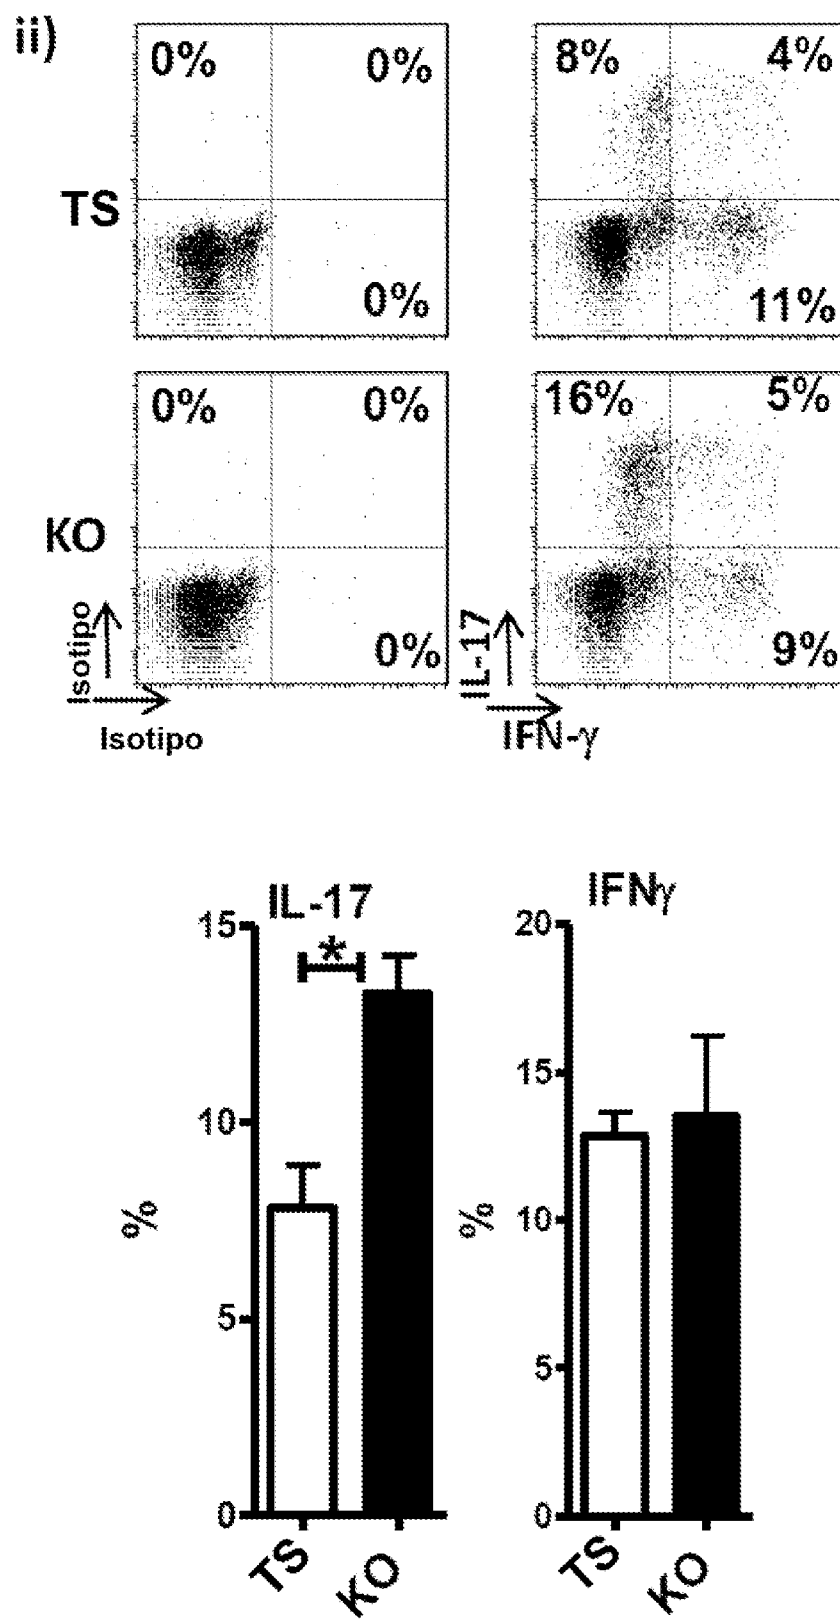 ii)
0% 0% 8% 4%
TS
0% 11%
0% 0% 16% 5%
KO
0% 9%
Isotipo IL-17
Isotipo IFN-γ
IL-17 IFNγ
15 20
*
15
10
10
% %
5
5
0 0
TS KO TS KO